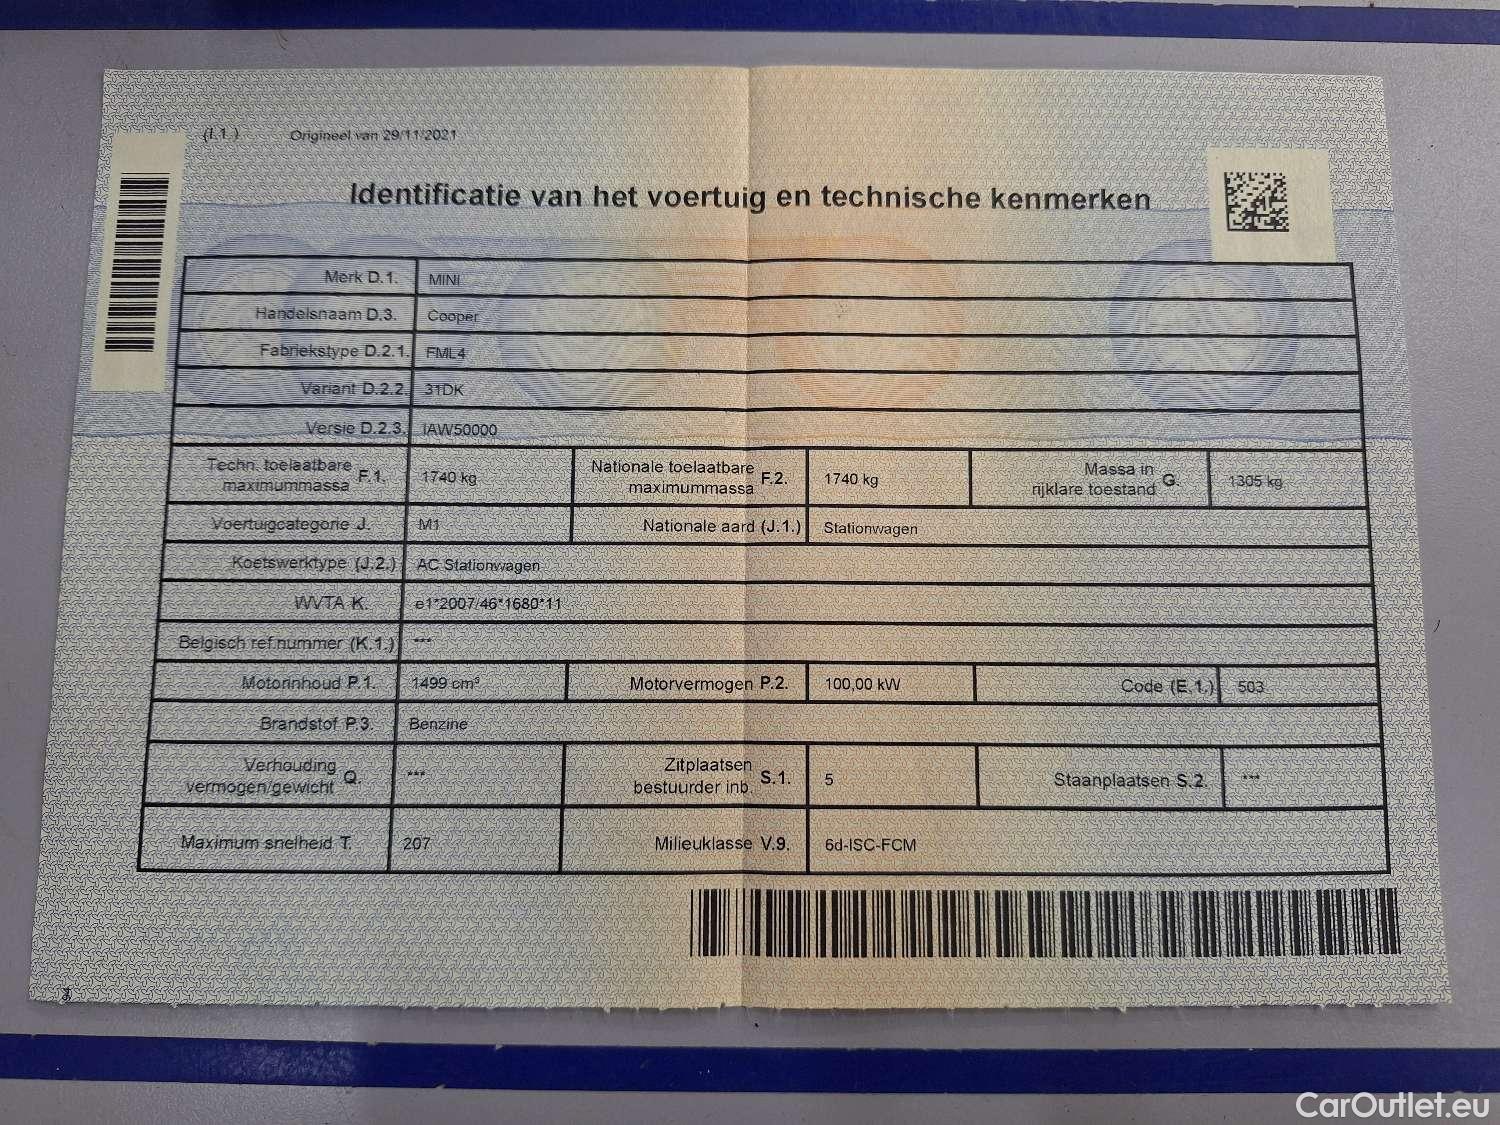 (I.1.) Origineel van 29/11/2021
Identificatie van het voertuig en technische kenmerken
Merk D.1. MINI
Handelsnaam D.3. Cooper
Fabriekstype D.2.1. FML4
Variant D.2.2. 31DK
Versie D.2.3. IAW50000
Techn. toelaatbare maximummassa F.1. 1740 kg Nationale toelaatbare maximummassa F.2. 1740 kg Massa in rijklare toestand G. 1305 kg
Voertuigcategorie J. M1 Nationale aard (J.1.) Stationwagen
Koetswerktype (J.2.) AC Stationwagen
WVTA K. e1*2007/46*1680*11
Belgisch ref.nummer (K.1.) ***
Motorinhoud P.1. 1499 cm³ Motorvermogen P.2. 100,00 kW Code (E.1.) 503
Brandstof P.3. Benzine
Verhouding vermogen/gewicht Q. *** Zitplaatsen bestuurder inb. S.1. 5 Staanplaatsen S.2. ***
Maximum snelheid T. 207 Milieuklasse V.9. 6d-ISC-FCM
CarOutlet.eu